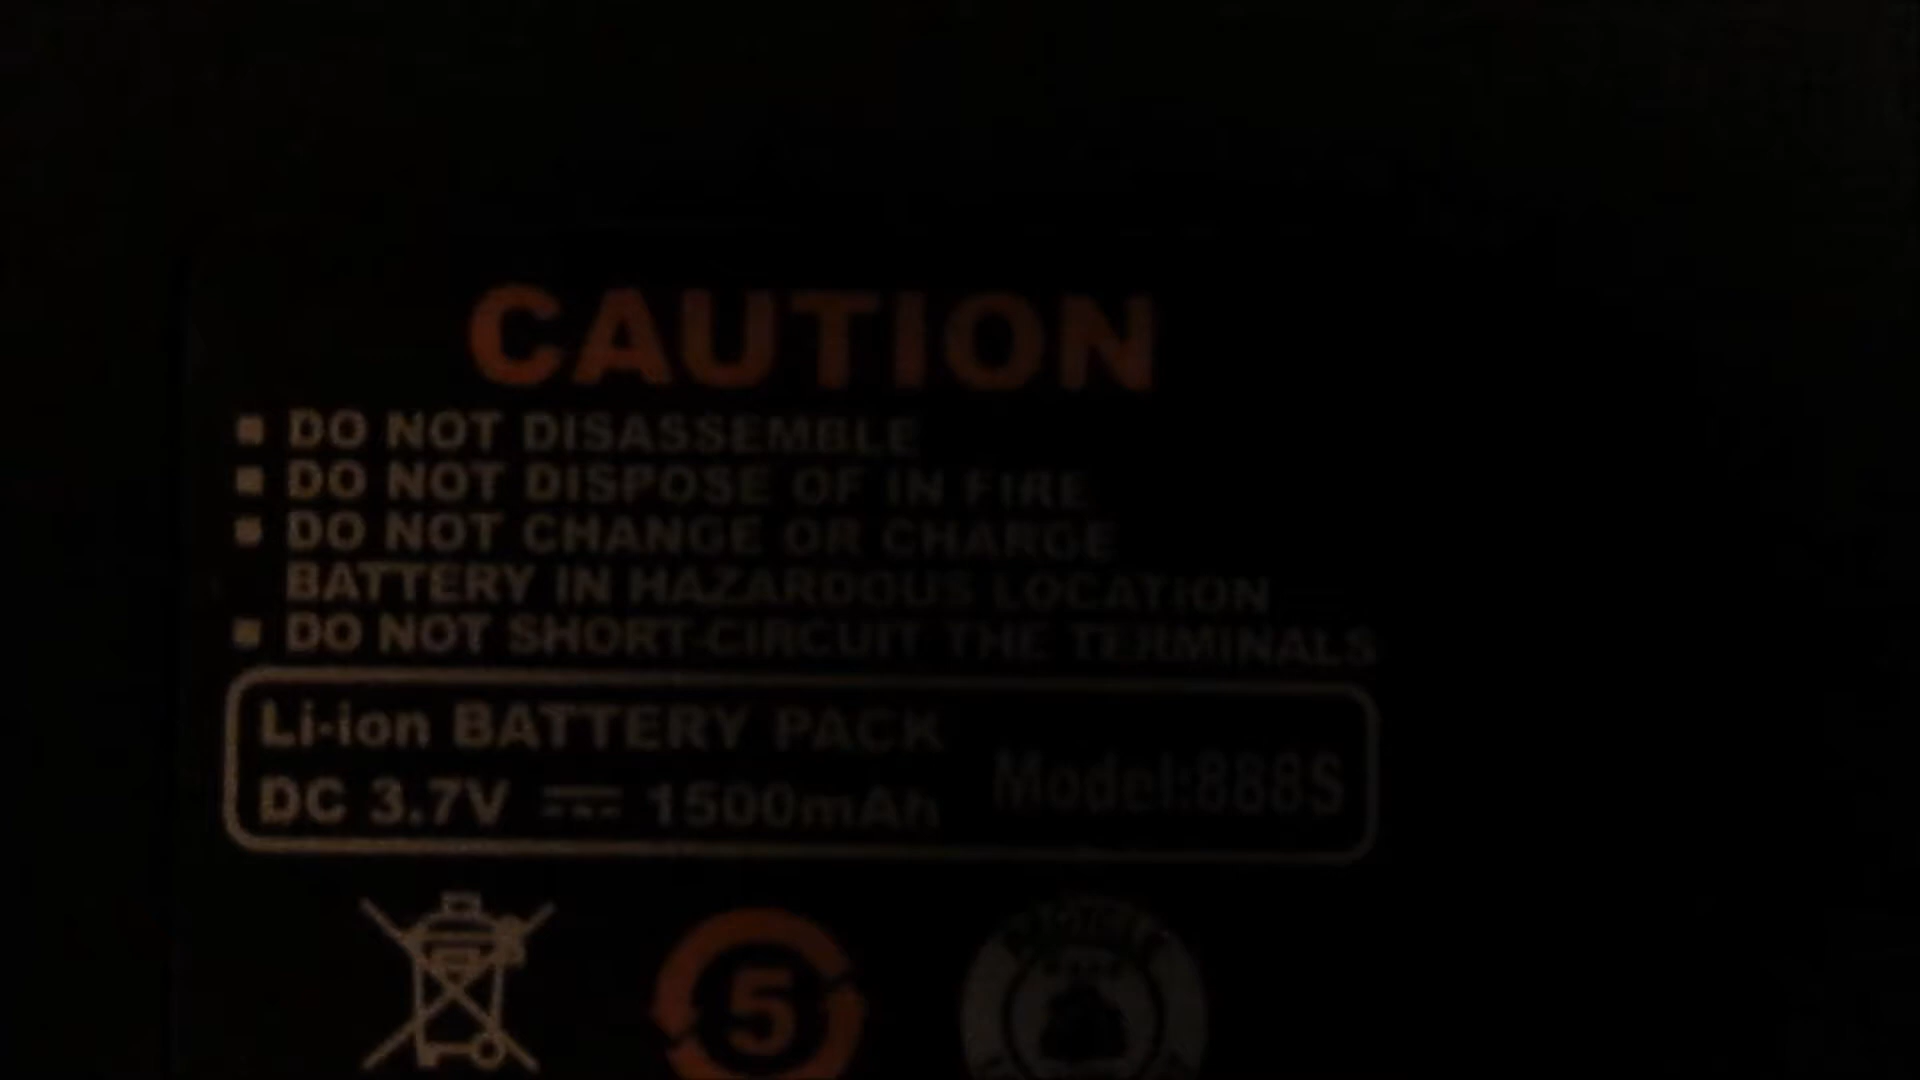 CAUTION
▪ DO NOT DISASSEMBLE
▪ DO NOT DISPOSE OF IN FIRE
▪ DO NOT CHANGE OR CHARGE
BATTERY IN HAZARDOUS LOCATION
▪ DO NOT SHORT-CIRCUIT THE TERMINALS
Li-ion BATTERY PACK
DC 3.7V ⎓ 1500mAh
Model:888S
5